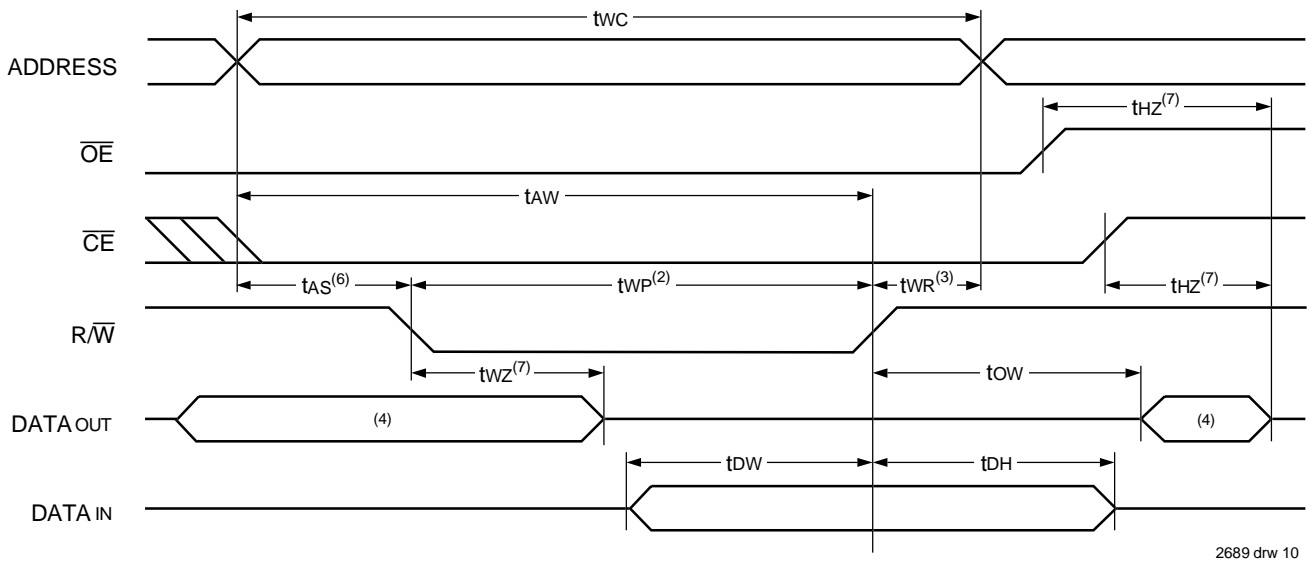 tWC
ADDRESS
tHZ(7)
OE
tAW
CE
tAS(6) tWP(2) tWR(3) tHZ(7)
R/W
tWZ(7) tOW
DATA OUT (4) (4)
tDW tDH
DATA IN
2689 drw 10